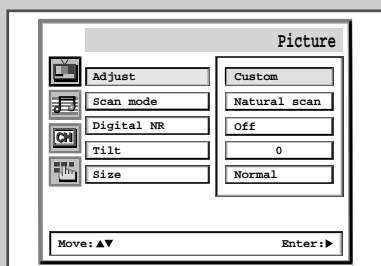 Picture
Adjust Custom
Scan mode Natural scan
Digital NR Off
CH
Tilt 0
Size Normal
Move:▲▼ Enter:▶